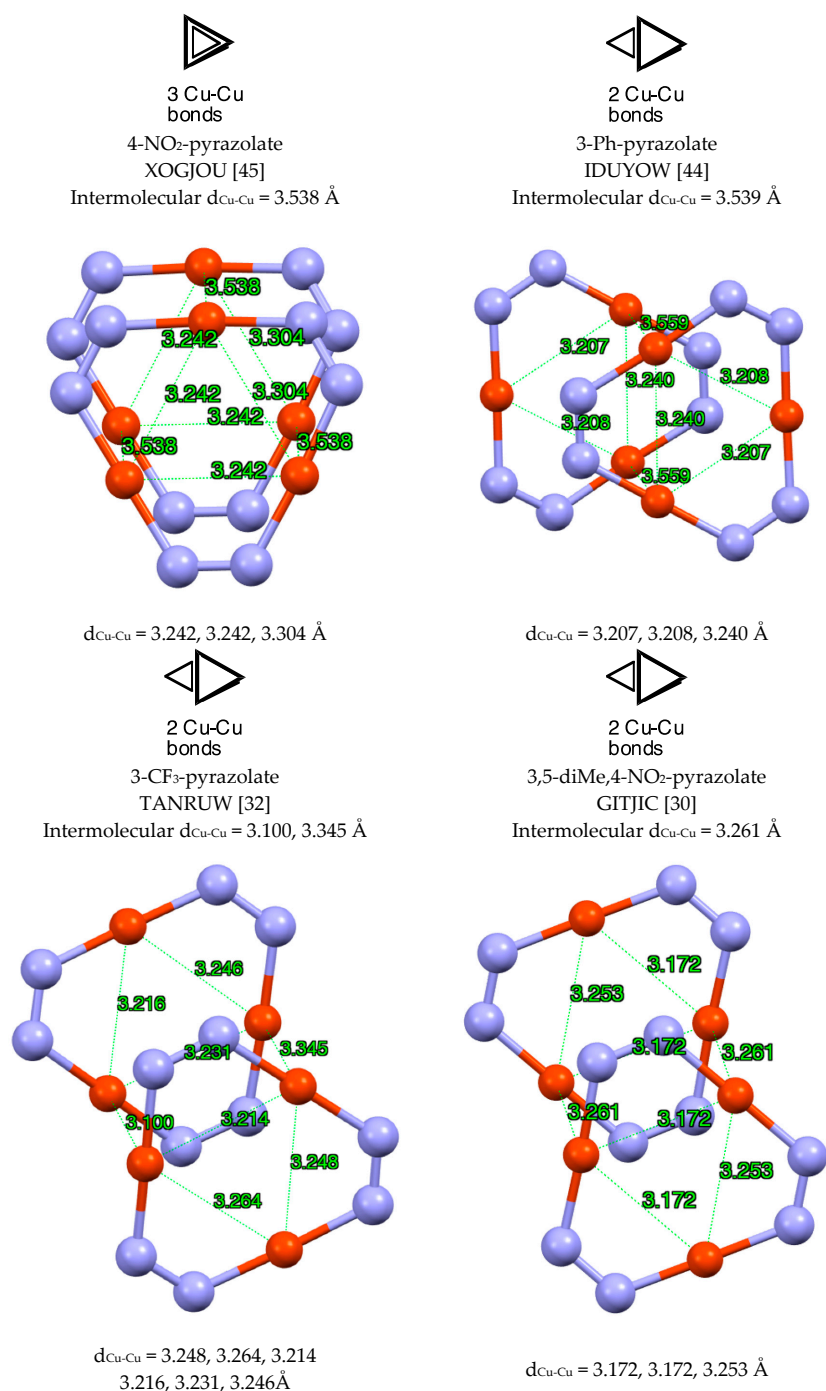 3 Cu-Cu
bonds
4-NO₂-pyrazolate
XOGJOU [45]
Intermolecular dCu-Cu = 3.538 Å
3.538
3.242
3.304
3.242
3.304
3.242
3.538
3.538
3.242
dCu-Cu = 3.242, 3.242, 3.304 Å
2 Cu-Cu
bonds
3-Ph-pyrazolate
IDUYOW [44]
Intermolecular dCu-Cu = 3.539 Å
3.559
3.207
3.240
3.208
3.208
3.240
3.207
3.559
dCu-Cu = 3.207, 3.208, 3.240 Å
2 Cu-Cu
bonds
3-CF₃-pyrazolate
TANRUW [32]
Intermolecular dCu-Cu = 3.100, 3.345 Å
3.246
3.216
3.231
3.345
3.100
3.214
3.248
3.264
dCu-Cu = 3.248, 3.264, 3.214
3.216, 3.231, 3.246Å
2 Cu-Cu
bonds
3,5-diMe,4-NO₂-pyrazolate
GITJIC [30]
Intermolecular dCu-Cu = 3.261 Å
3.172
3.253
3.172
3.261
3.261
3.172
3.253
3.172
dCu-Cu = 3.172, 3.172, 3.253 Å